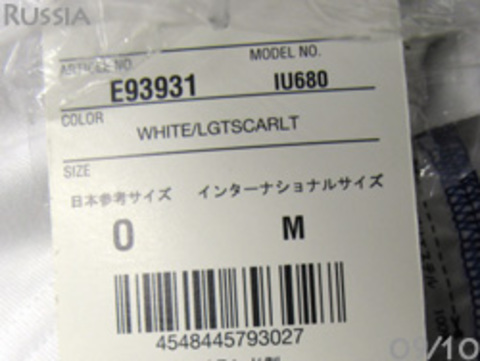 RUSSIA
ARTICLE NO. MODEL NO.
E93931 IU680
COLOR
WHITE/LGTSCARLT
SIZE
日本参考サイズ インターナショナルサイズ
O M
4548445793027
09/10